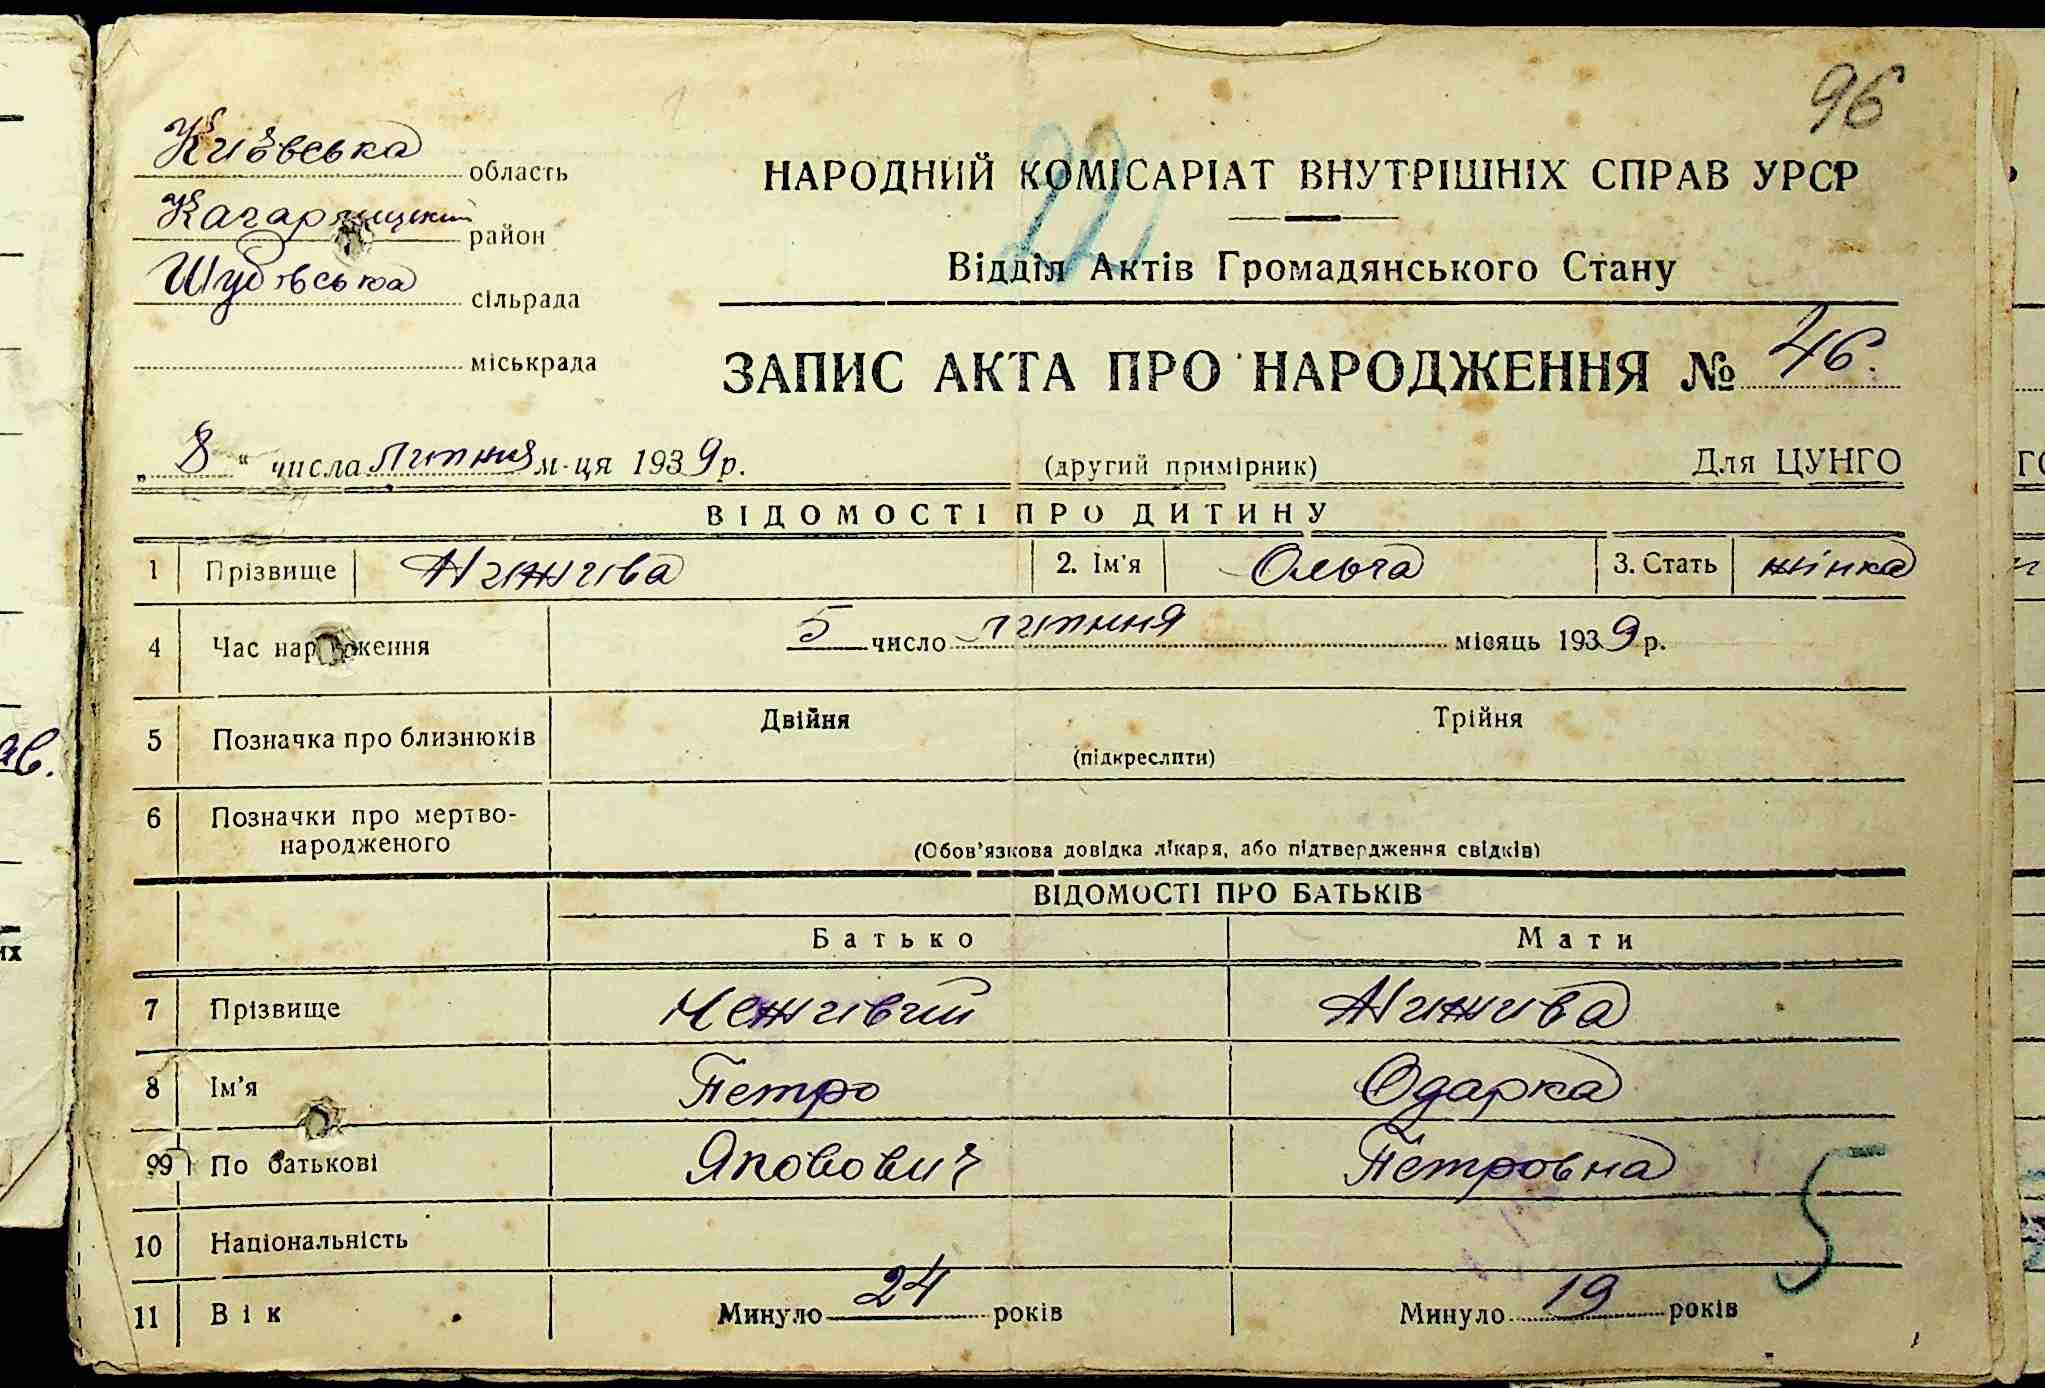 96
22
Київська область
Кагарлицький район
Шубівська сільрада
міськрада
НАРОДНИЙ КОМІСАРІАТ ВНУТРІШНІХ СПРАВ УРСР
Відділ Актів Громадянського Стану
ЗАПИС АКТА ПРО НАРОДЖЕННЯ № 46.
„8“ числа липня м-ця 1939 р. (другий примірник) Для ЦУНГО
ВІДОМОСТІ ПРО ДИТИНУ
1 Прізвище Нижива 2. Ім'я Ольга 3. Стать жінка
4 Час народження 5 число липня місяць 1939 р.
5 Позначка про близнюків Двійня Трійня
(підкреслити)
6 Позначки про мертво-
народженого
(Обов'язкова довідка лікаря, або підтвердження свідків)
ВІДОМОСТІ ПРО БАТЬКІВ
Батько Мати
7 Прізвище Неживий Нижива
8 Ім'я Петро Одарка
99 По батькові Яковович Петровна
5
10 Національність
11 Вік Минуло 24 років Минуло 19 років